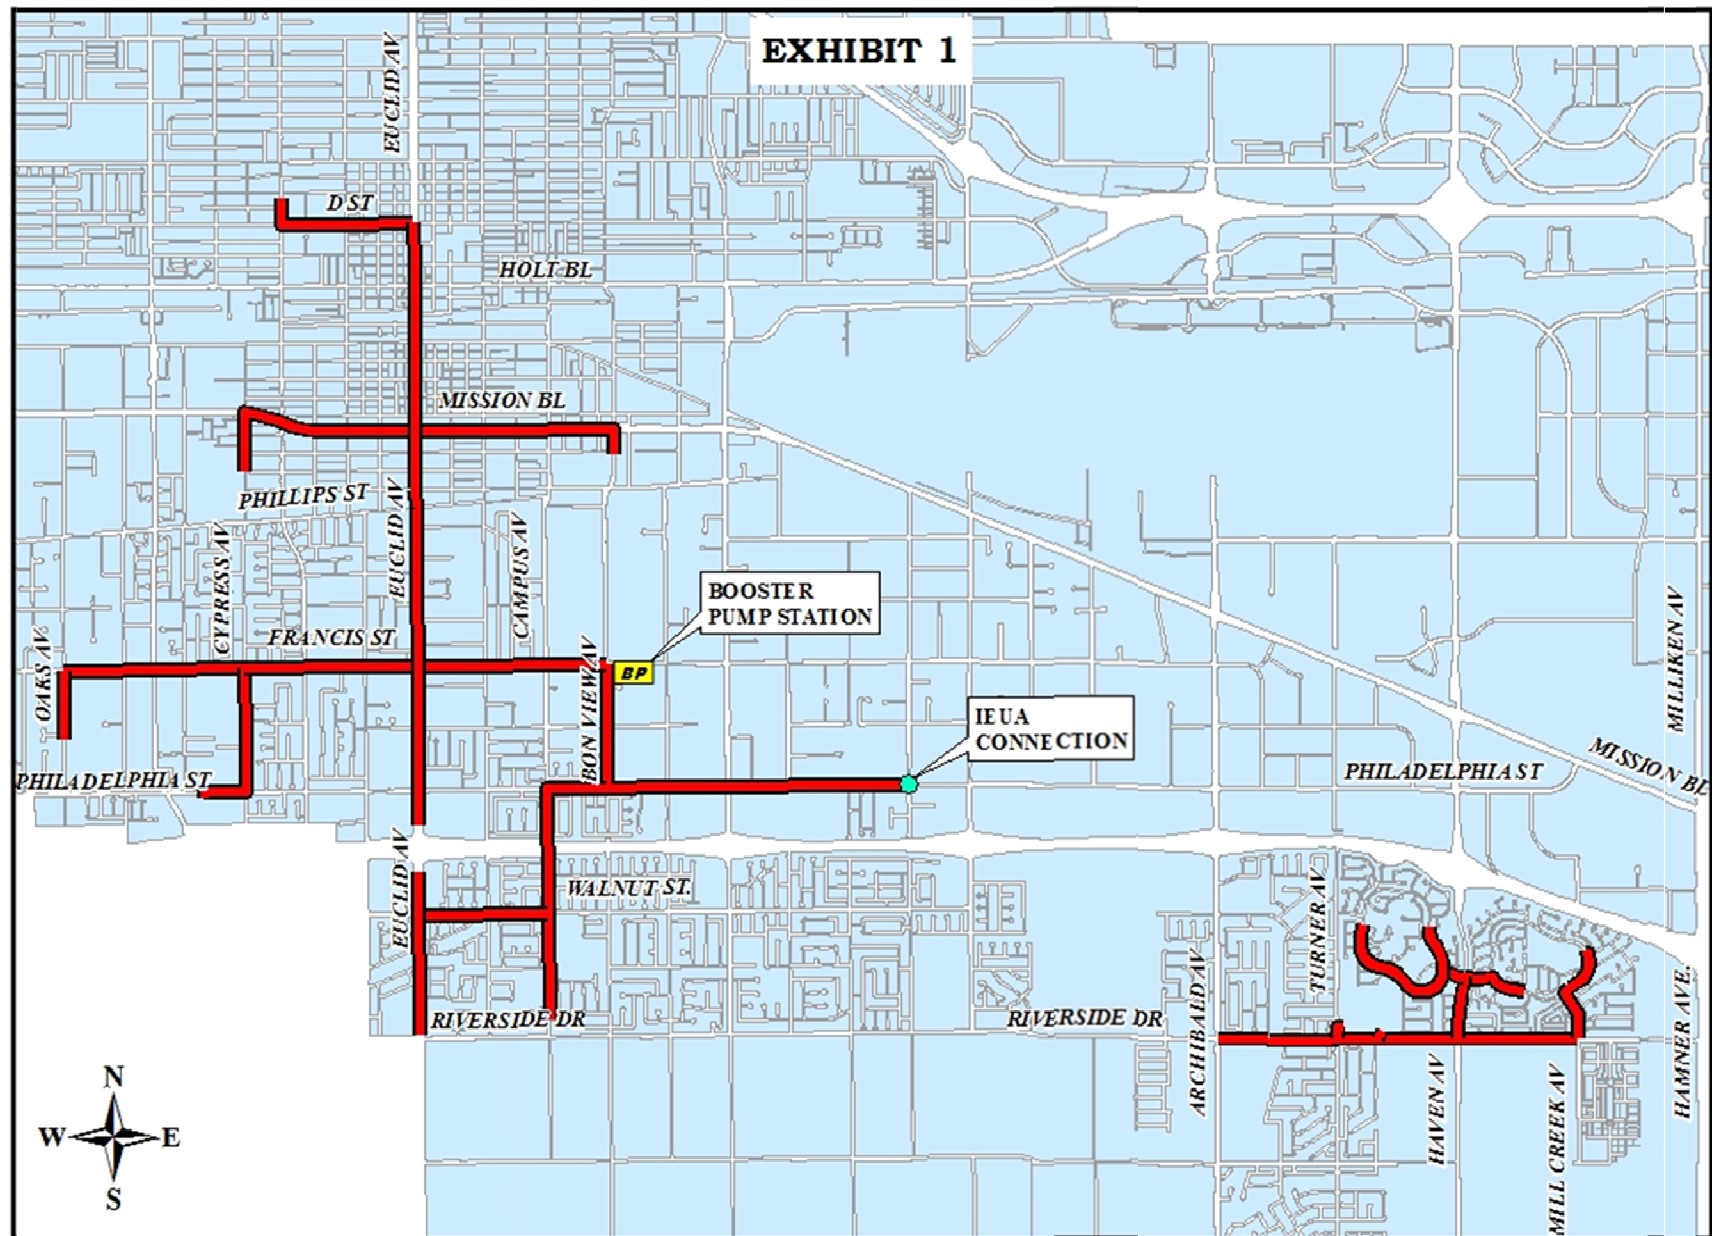 EXHIBIT 1
EUCLID AV
D ST
HOLT BL
MISSION BL
PHILLIPS ST
EUCLID AV
CYPRESS AV
CAMPUS AV
FRANCIS ST
OAKS AV
BON VIEW AV
BOOSTER
PUMP STATION
BP
IEUA
CONNECTION
MILLIKEN AV
MISSION BL
PHILADELPHIA ST
PHILADELPHIA ST
EUCLID AV
WALNUT ST.
TURNER AV
RIVERSIDE DR
RIVERSIDE DR
ARCHIBALD AV
HAVEN AV
MILL CREEK AV
HAMNER AVE.
N
W
E
S